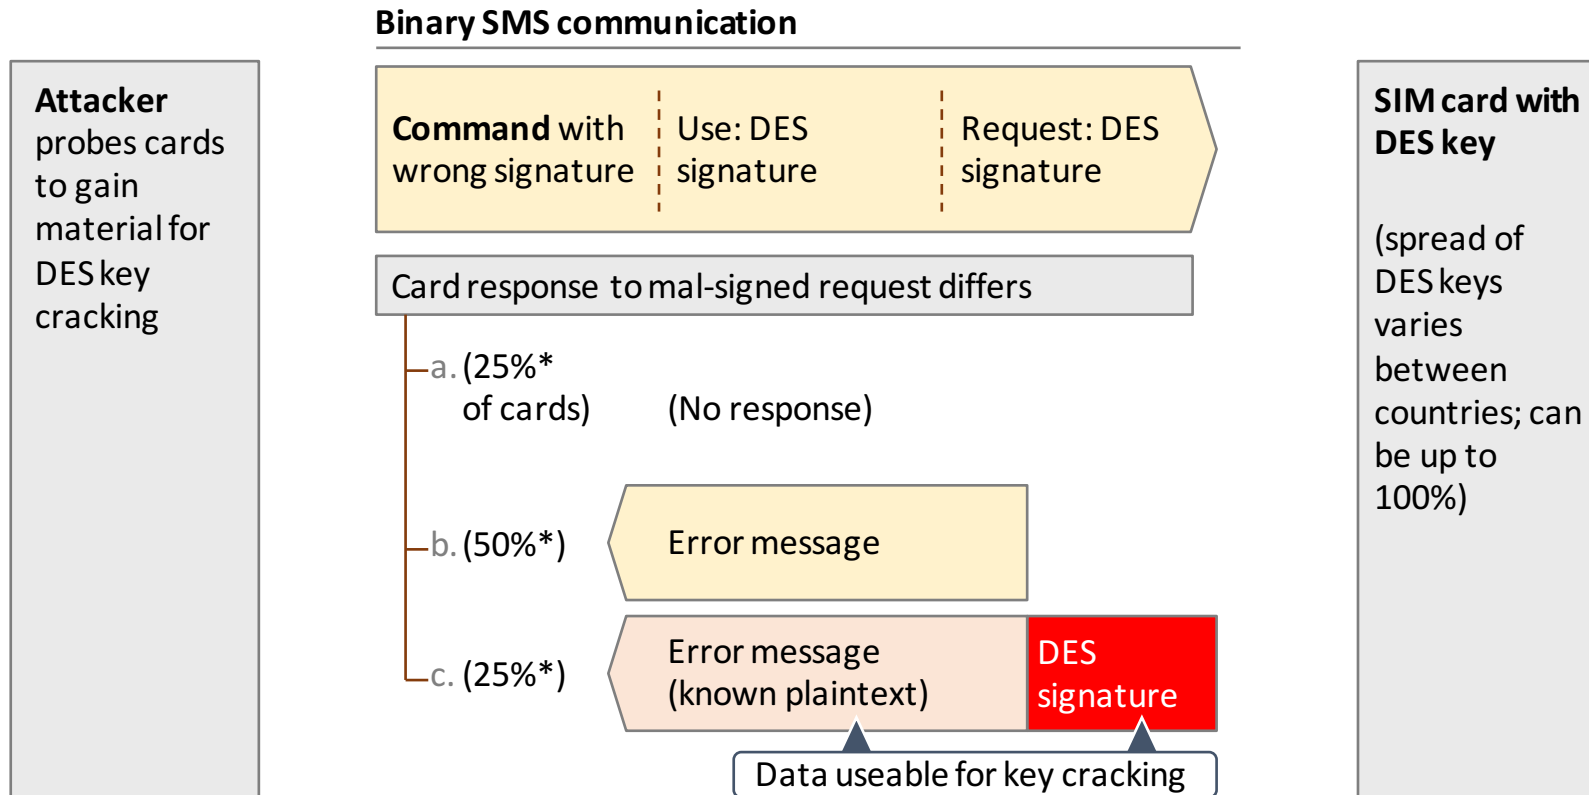 Binary SMS communication
Attacker
probes cards
to gain
material for
DES key
cracking
Command with
wrong signature
Use: DES
signature
Request: DES
signature
Card response to mal-signed request differs
a. (25%*
of cards)
(No response)
b. (50%*)
Error message
c. (25%*)
Error message
(known plaintext)
DES
signature
Data useable for key cracking
SIM card with
DES key
(spread of
DES keys
varies
between
countries; can
be up to
100%)